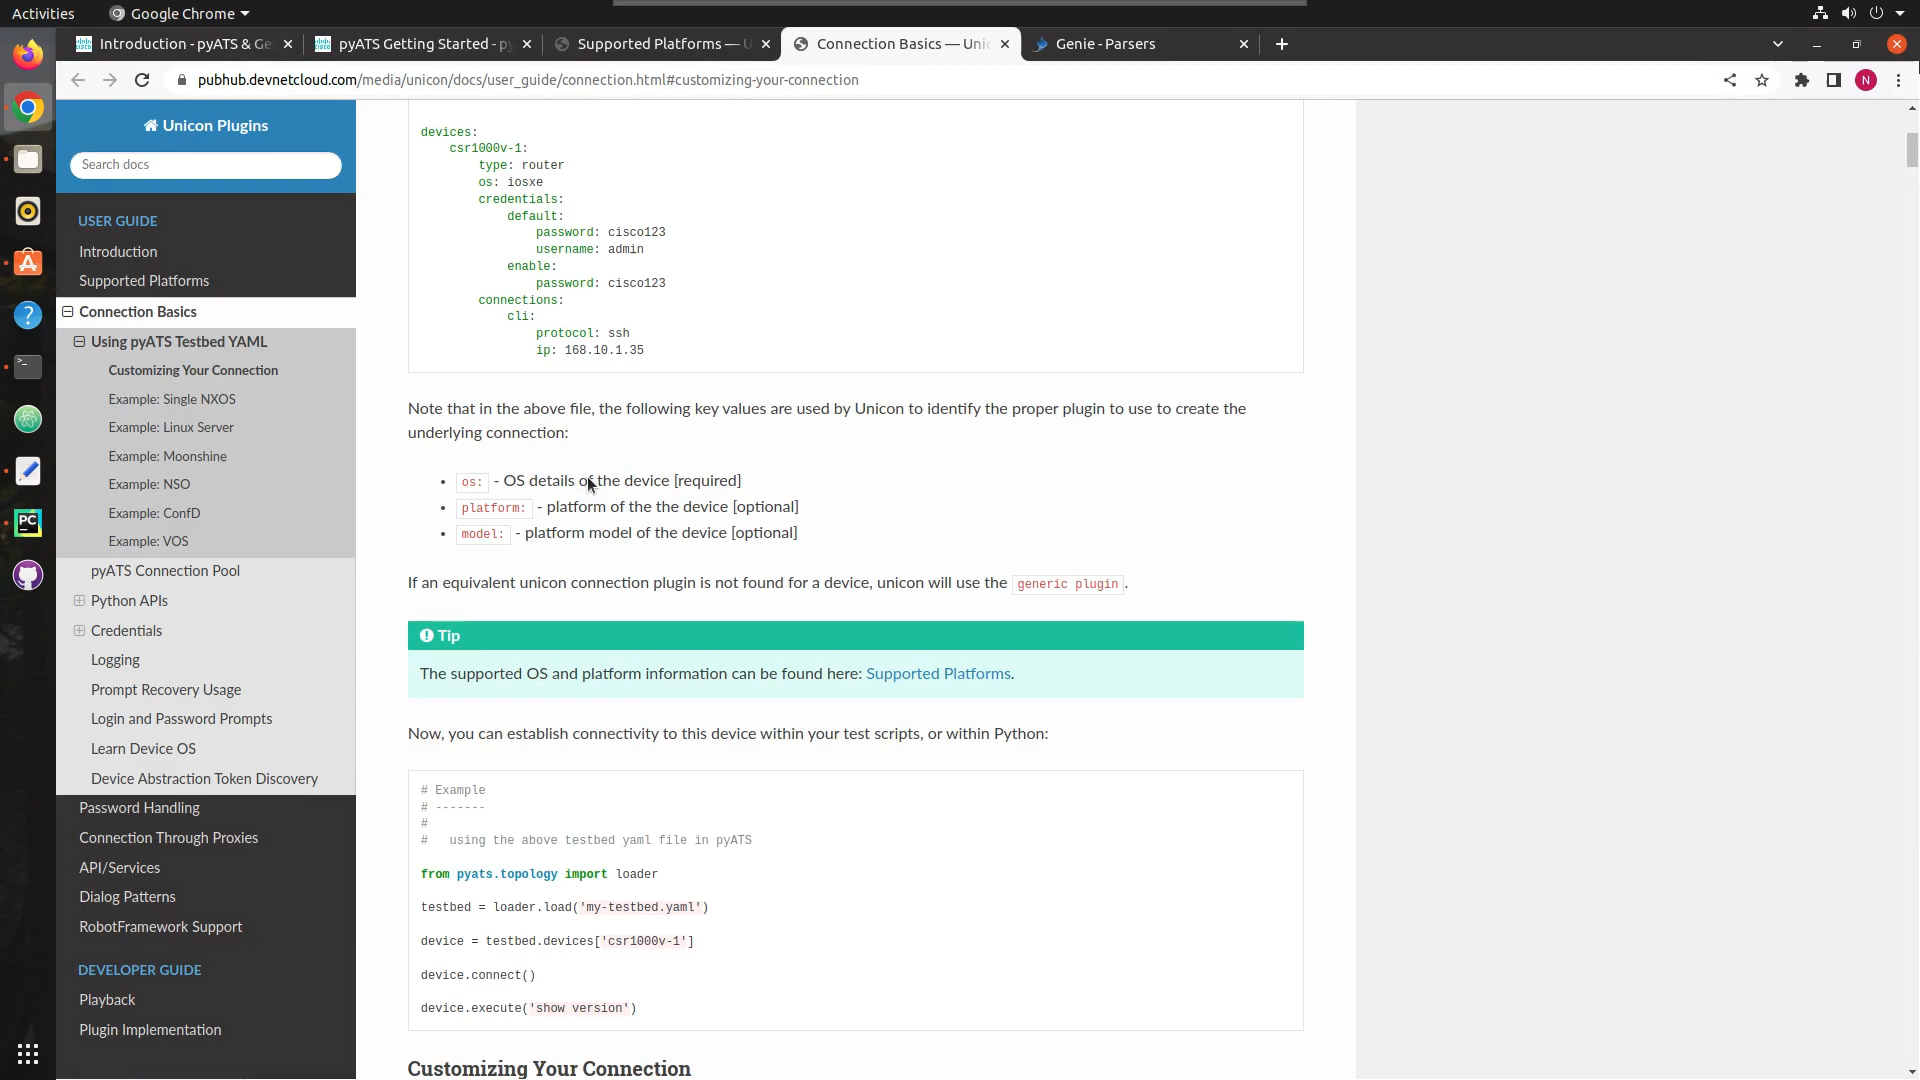 Activities
Google Chrome
Introduction - pyATS & Ge
pyATS Getting Started - py
Supported Platforms — U
Connection Basics — Unic
Genie - Parsers
pubhub.devnetcloud.com/media/unicon/docs/user_guide/connection.html#customizing-your-connection
N
Unicon Plugins
Search docs
USER GUIDE
Introduction
Supported Platforms
Connection Basics
Using pyATS Testbed YAML
Customizing Your Connection
Example: Single NXOS
Example: Linux Server
Example: Moonshine
Example: NSO
Example: ConfD
Example: VOS
pyATS Connection Pool
Python APIs
Credentials
Logging
Prompt Recovery Usage
Login and Password Prompts
Learn Device OS
Device Abstraction Token Discovery
Password Handling
Connection Through Proxies
API/Services
Dialog Patterns
RobotFramework Support
DEVELOPER GUIDE
Playback
Plugin Implementation
devices:
csr1000v-1:
type: router
os: iosxe
credentials:
default:
password: cisco123
username: admin
enable:
password: cisco123
connections:
cli:
protocol: ssh
ip: 168.10.1.35
Note that in the above file, the following key values are used by Unicon to identify the proper plugin to use to create the
underlying connection:
• os: - OS details of the device [required]
• platform: - platform of the the device [optional]
• model: - platform model of the device [optional]
If an equivalent unicon connection plugin is not found for a device, unicon will use the generic plugin.
Tip
The supported OS and platform information can be found here: Supported Platforms.
Now, you can establish connectivity to this device within your test scripts, or within Python:
# Example
# -------
#
#   using the above testbed yaml file in pyATS
from pyats.topology import loader
testbed = loader.load('my-testbed.yaml')
device = testbed.devices['csr1000v-1']
device.connect()
device.execute('show version')
Customizing Your Connection
PC